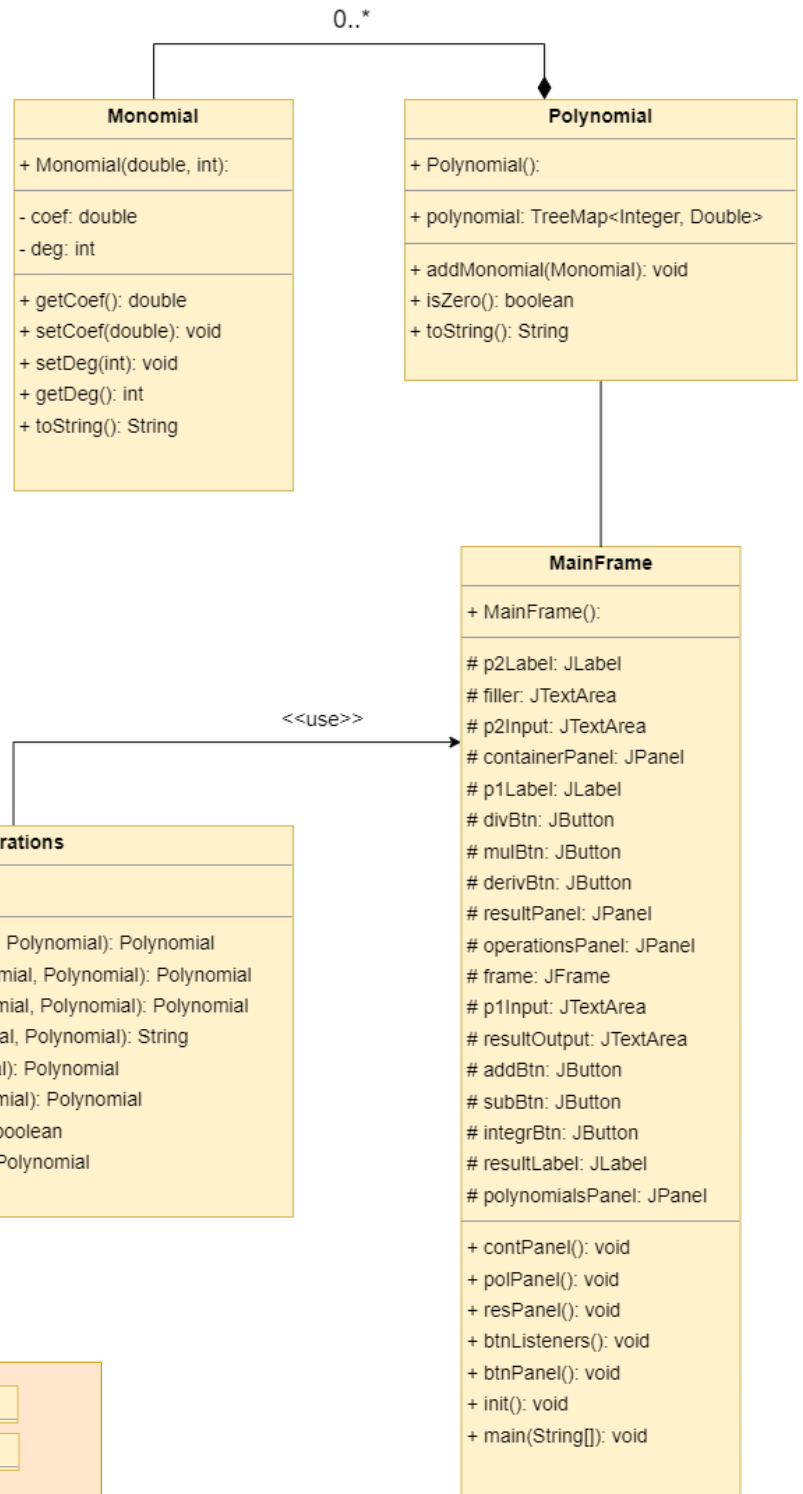 0..*
Monomial
+ Monomial(double, int):
- coef: double
- deg: int
+ getCoef(): double
+ setCoef(double): void
+ setDeg(int): void
+ getDeg(): int
+ toString(): String
Polynomial
+ Polynomial():
+ polynomial: TreeMap<Integer, Double>
+ addMonomial(Monomial): void
+ isZero(): boolean
+ toString(): String
<<use>>
rations
Polynomial): Polynomial
mial, Polynomial): Polynomial
mial, Polynomial): Polynomial
al, Polynomial): String
al): Polynomial
mial): Polynomial
boolean
Polynomial
MainFrame
+ MainFrame():
# p2Label: JLabel
# filler: JTextArea
# p2Input: JTextArea
# containerPanel: JPanel
# p1Label: JLabel
# divBtn: JButton
# mulBtn: JButton
# derivBtn: JButton
# resultPanel: JPanel
# operationsPanel: JPanel
# frame: JFrame
# p1Input: JTextArea
# resultOutput: JTextArea
# addBtn: JButton
# subBtn: JButton
# integrBtn: JButton
# resultLabel: JLabel
# polynomialsPanel: JPanel
+ contPanel(): void
+ polPanel(): void
+ resPanel(): void
+ btnListeners(): void
+ btnPanel(): void
+ init(): void
+ main(String[]): void